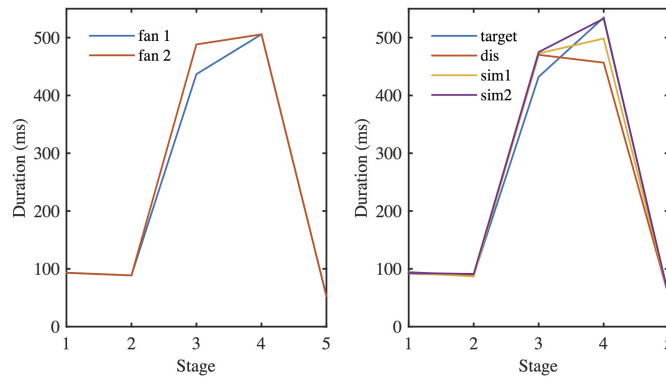 500
400
300
200
100
0
Duration (ms)
fan 1
fan 2
1 2 3 4 5
Stage
500
400
300
200
100
0
Duration (ms)
target
dis
sim1
sim2
1 2 3 4 5
Stage